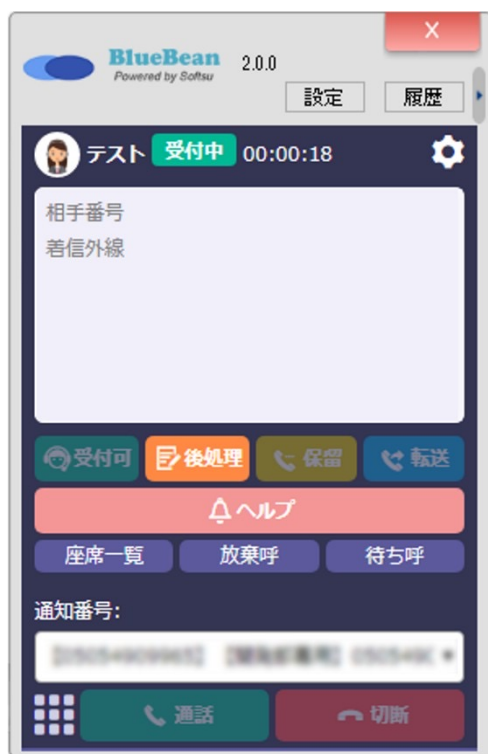 X
BlueBean 2.0.0
Powered by Softsu
設定 履歴
テスト 受付中 00:00:18
相手番号
着信外線
受付可 後処理 保留 転送
ヘルプ
座席一覧 放棄呼 待ち呼
通知番号:
通話 切断